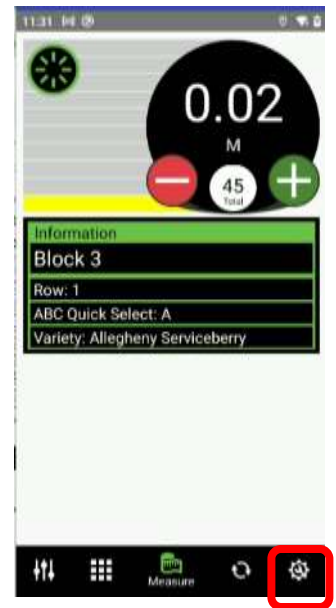 11:31
0.02
M
45
Total
Information
Block 3
Row: 1
ABC Quick Select: A
Variety: Allegheny Serviceberry
Measure